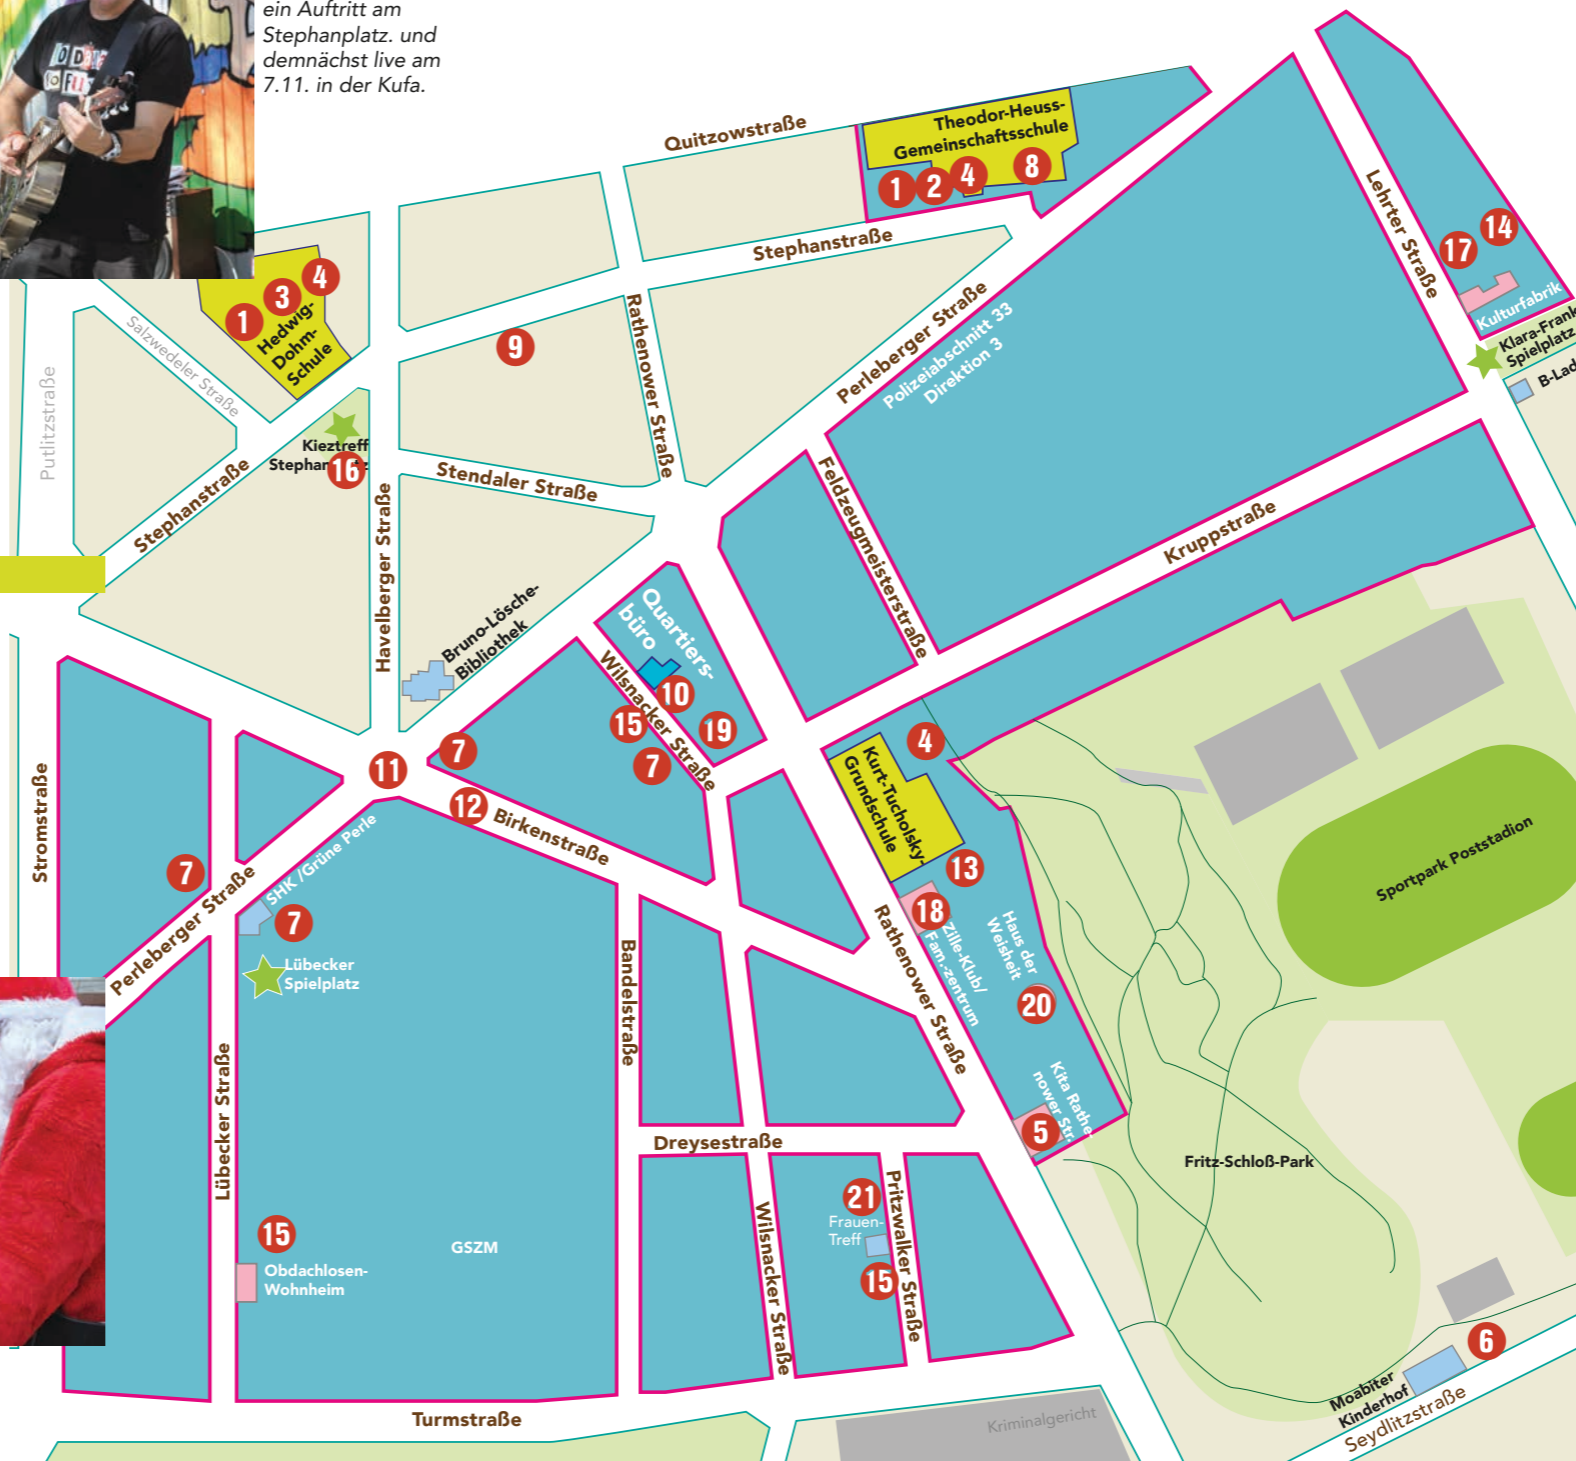 ein Auftritt am
Stephanplatz. und
demnächst live am
7.11. in der Kufa.
Quitzowstraße
Theodor-Heuss-
Gemeinschaftsschule
1
2
4
8
Stephanstraße
Lehrter Straße
17
14
Kulturfabrik
Klara-Frank
Spielplatz
B-Lad
1
3
4
Hedwig-
Dohm-
Schule
Salzwedeler Straße
Putlitzstraße
9
Rathenower Straße
Perleberger Straße
Polizeiabschnitt 33
Direktion 3
Kieztreff
16
Stephanstraße
Stendaler Straße
Havelberger Straße
Feldzeugmeisterstraße
Kruppstraße
Bruno-Lösche-
Bibliothek
Quartiers-
büro
10
19
Wilsnacker Straße
15
7
7
11
12
Birkenstraße
4
Kurt-Tucholsky-
Grundschule
13
18
Zille-Klub/
Fam.-zentrum
Haus der
Weisheit
20
Kita Rathe
nower Str.
5
Rathenower Straße
Sportpark Poststadion
Stromstraße
7
Perleberger Straße
SHK /Grüne Perle
7
Lübecker
Spielplatz
Bandelstraße
Lübecker Straße
Dreysestraße
Fritz-Schloß-Park
15
Obdachlosen-
Wohnheim
GSZM
21
Frauen-
Treff
15
Wilsnacker Straße
Pritzwalker Straße
Turmstraße
Kriminalgericht
6
Moabiter
Kinderhof
Seydlitzstraße